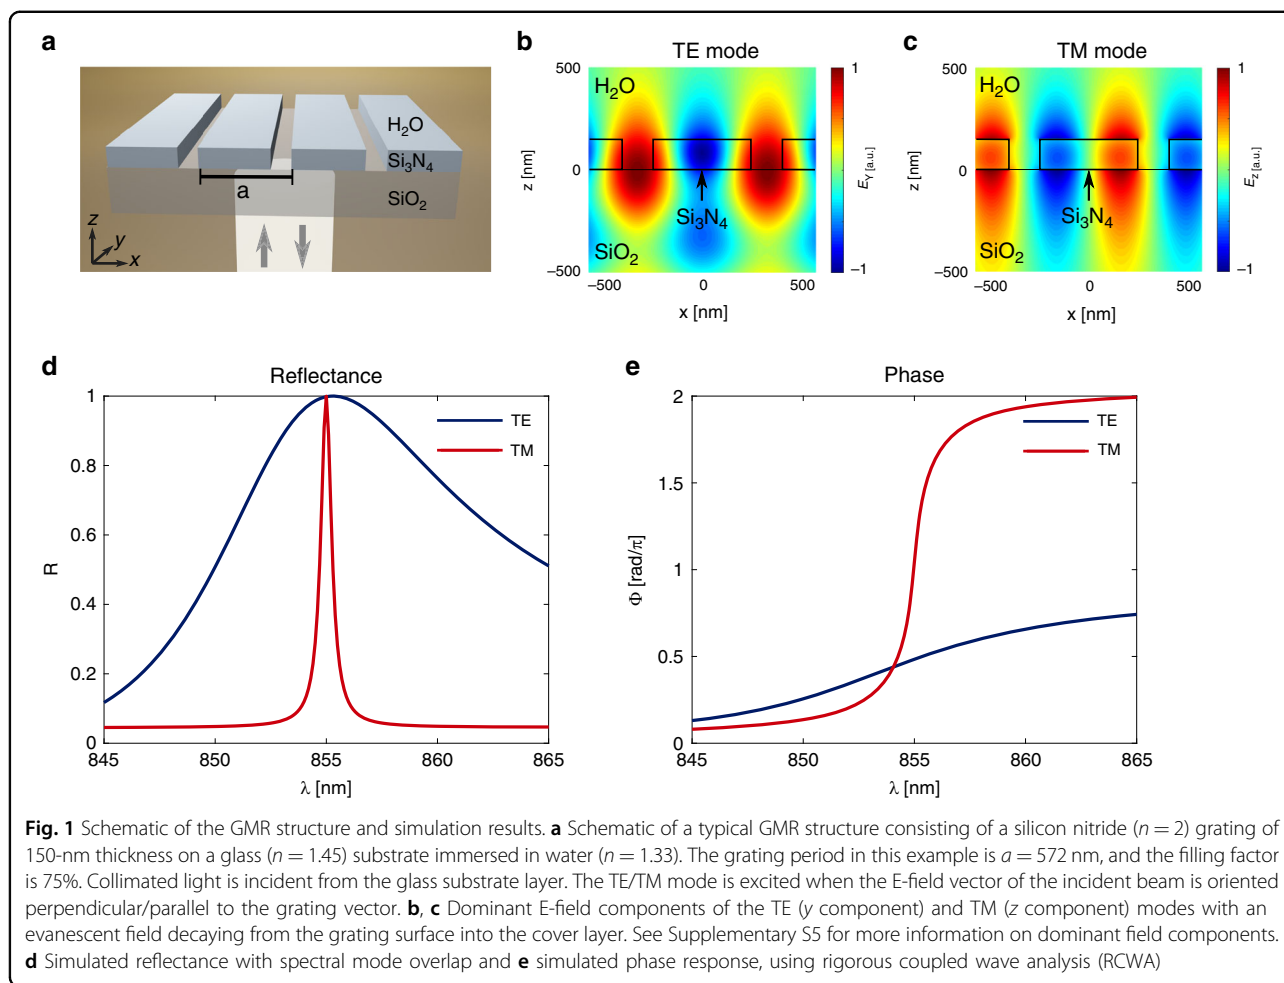 a
H₂O
Si₃N₄
SiO₂
a
z
y
x
b
TE mode
500
0
−500
z [nm]
H₂O
Si₃N₄
SiO₂
−500
0
500
x [nm]
1
−1
E_Y [a.u.]
c
TM mode
500
0
−500
z [nm]
H₂O
Si₃N₄
SiO₂
−500
0
500
x [nm]
1
−1
E_Z [a.u.]
d
Reflectance
1
0.8
0.6
0.4
0.2
0
R
TE
TM
845
850
855
860
865
λ [nm]
e
Phase
2
1.5
1
0.5
0
Φ [rad/π]
TE
TM
845
850
855
860
865
λ [nm]
Fig. 1 Schematic of the GMR structure and simulation results. a Schematic of a typical GMR structure consisting of a silicon nitride (n = 2) grating of
150-nm thickness on a glass (n = 1.45) substrate immersed in water (n = 1.33). The grating period in this example is a = 572 nm, and the filling factor
is 75%. Collimated light is incident from the glass substrate layer. The TE/TM mode is excited when the E-field vector of the incident beam is oriented
perpendicular/parallel to the grating vector. b, c Dominant E-field components of the TE (y component) and TM (z component) modes with an
evanescent field decaying from the grating surface into the cover layer. See Supplementary S5 for more information on dominant field components.
d Simulated reflectance with spectral mode overlap and e simulated phase response, using rigorous coupled wave analysis (RCWA)